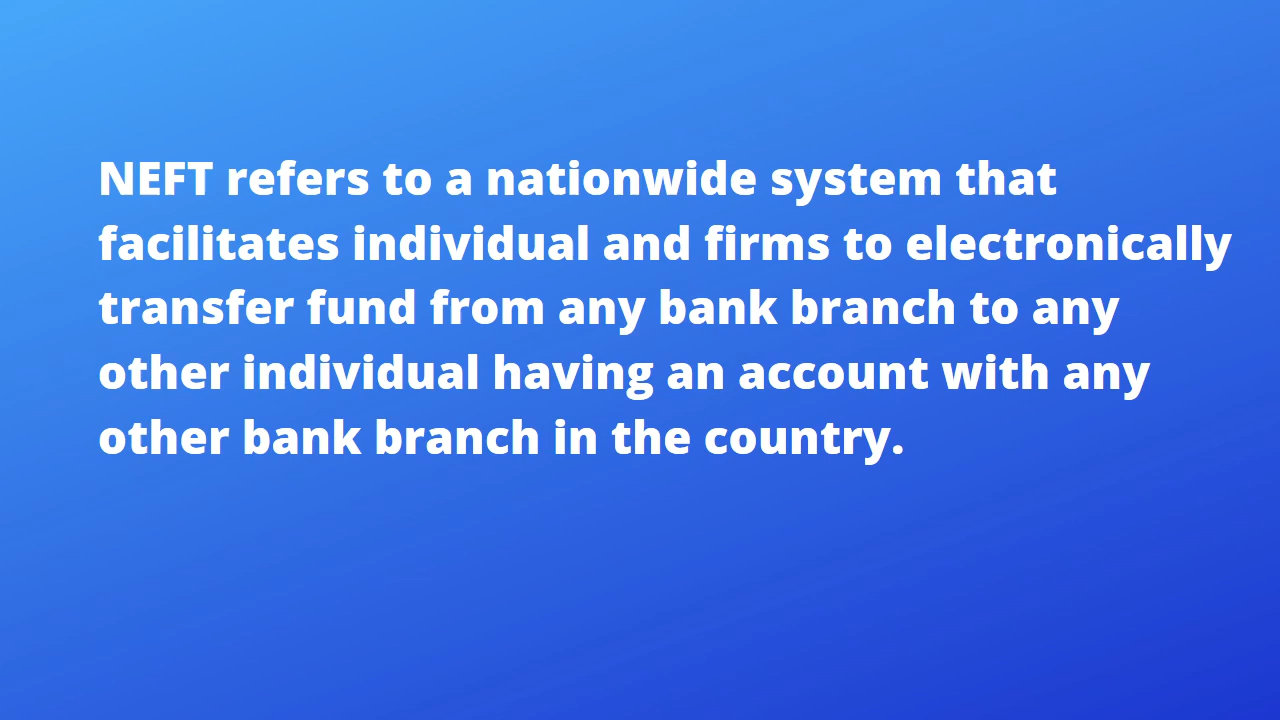 NEFT refers to a nationwide system that
facilitates individual and firms to electronically
transfer fund from any bank branch to any
other individual having an account with any
other bank branch in the country.